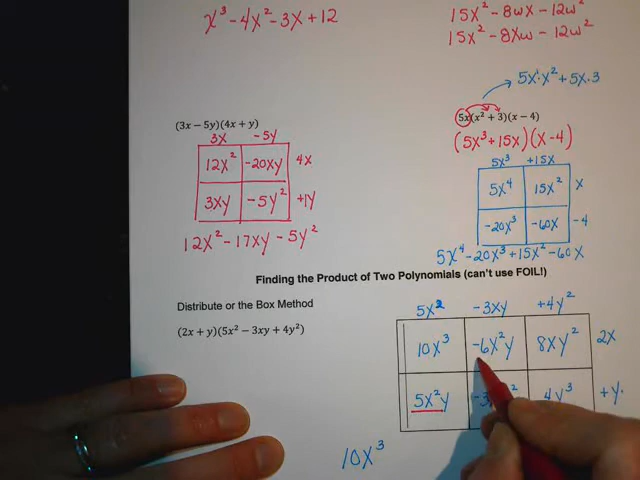 x³ - 4x² - 3x + 12
15x² - 8wx - 12w²
15x² - 8xw - 12w²
5x¹·x² + 5x·3
(3x − 5y)(4x + y)
3x -5y
12x² -20xy 4x
3xy -5y² +1y
12x² - 17xy - 5y²
5x(x² + 3)(x − 4)
(5x³ + 15x)(x - 4)
5x³ +15x
5x⁴ 15x² x
-20x³ -60x -4
5x⁴ - 20x³ + 15x² - 60x
Finding the Product of Two Polynomials (can't use FOIL!)
Distribute or the Box Method
(2x + y)(5x² − 3xy + 4y²)
5x² -3xy +4y²
10x³ -6x²y 8xy² 2x
5x²y 4y³ +y
10x³